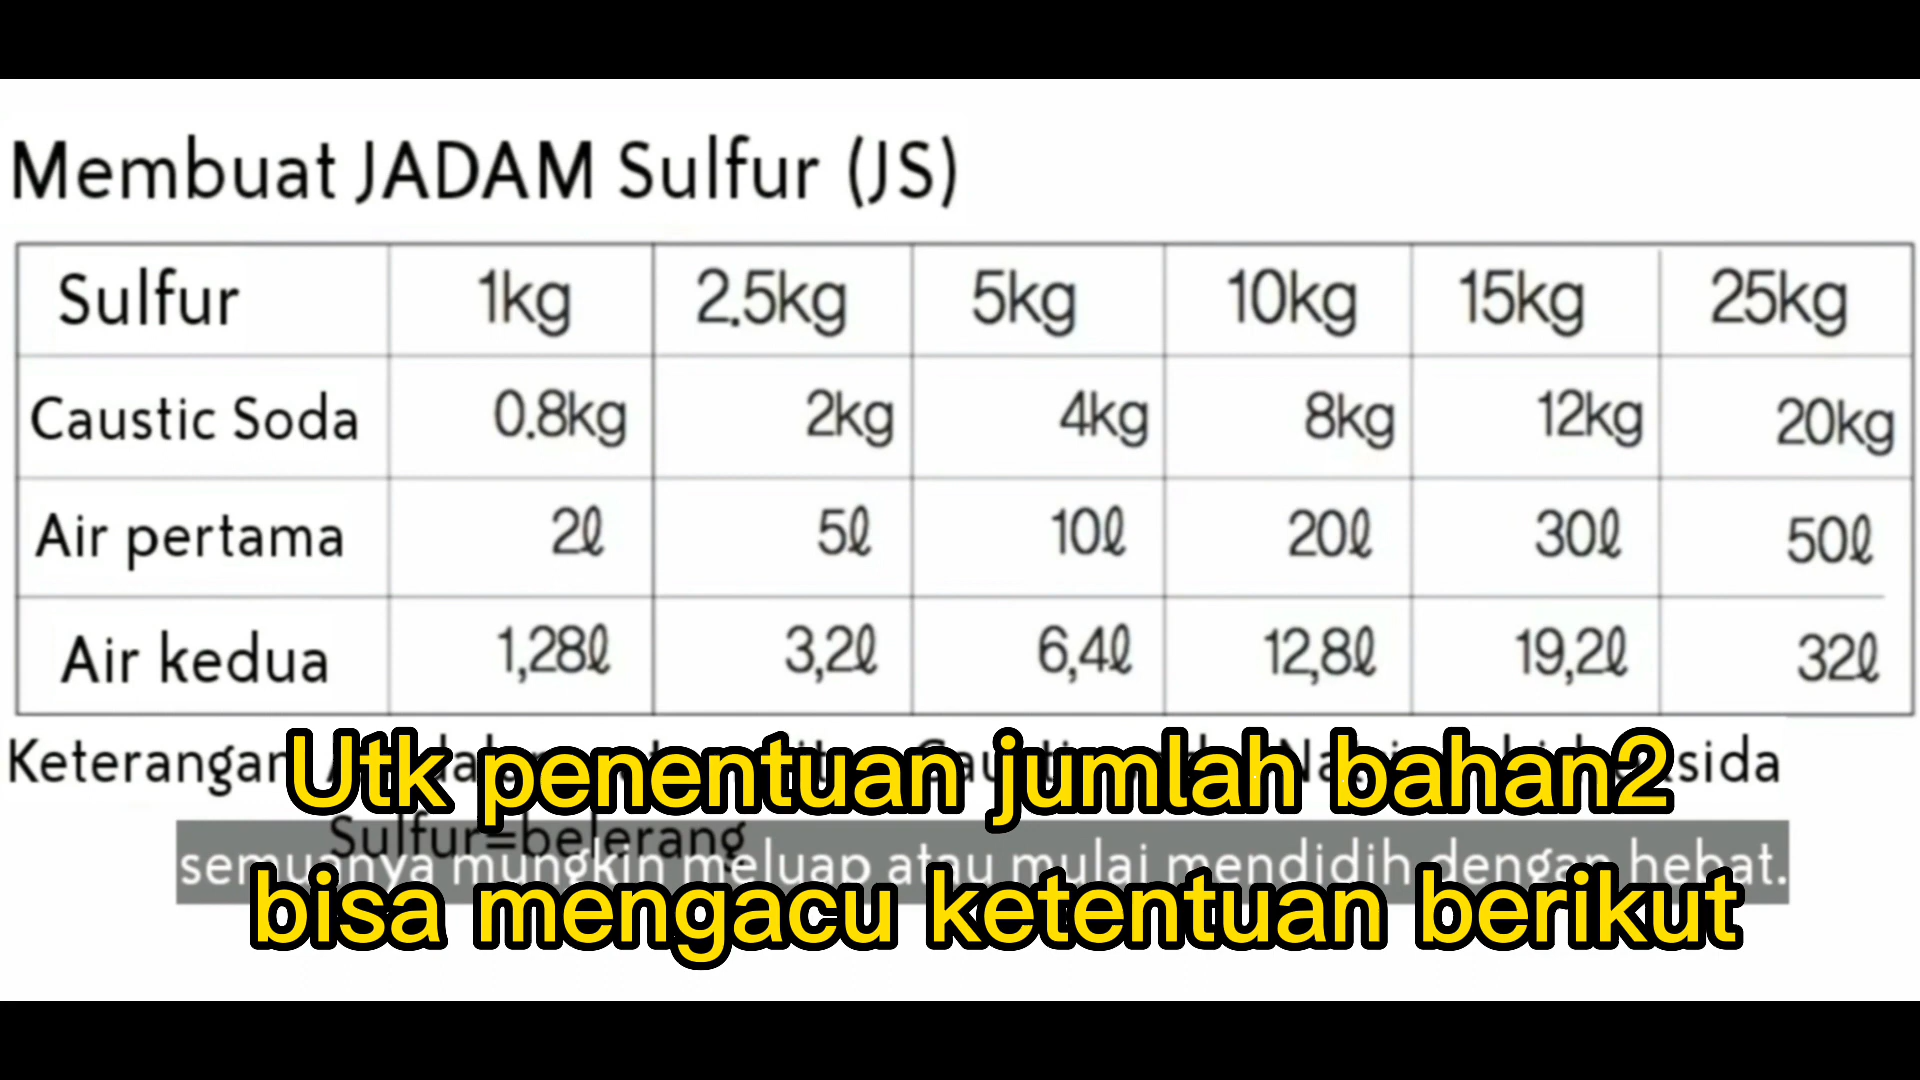 Membuat JADAM Sulfur (JS)
Sulfur 1kg 2.5kg 5kg 10kg 15kg 25kg
Caustic Soda 0.8kg 2kg 4kg 8kg 12kg 20kg
Air pertama 2ℓ 5ℓ 10ℓ 20ℓ 30ℓ 50ℓ
Air kedua 1,28ℓ 3,2ℓ 6,4ℓ 12,8ℓ 19,2ℓ 32ℓ
Keterangan
Utk penentuan jumlah bahan2
Sulfur=belerang
semuanya mungkin meluap atau mulai mendidih dengan hebat.
bisa mengacu ketentuan berikut